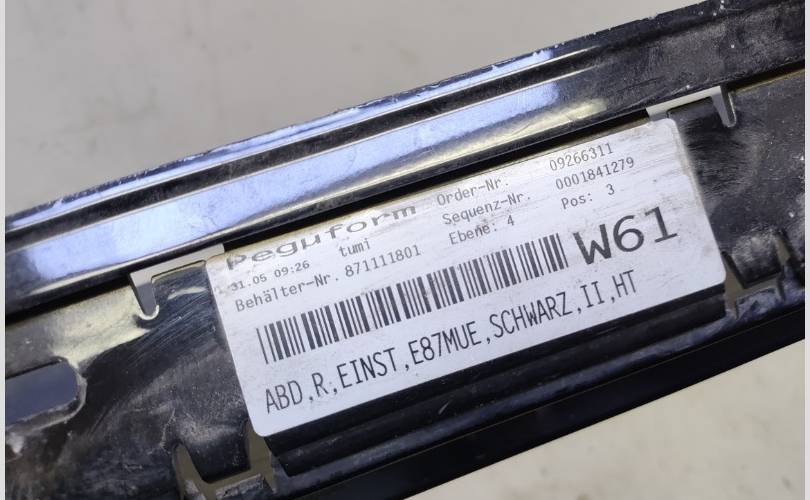 Peguform
Order-Nr. 09266311
31.05 09:26 tumi
Sequenz-Nr. 0001841279
Behälter-Nr. 871111801
Ebene: 4 Pos: 3
W61
ABD,R,EINST,E87MUE,SCHWARZ,II,HT